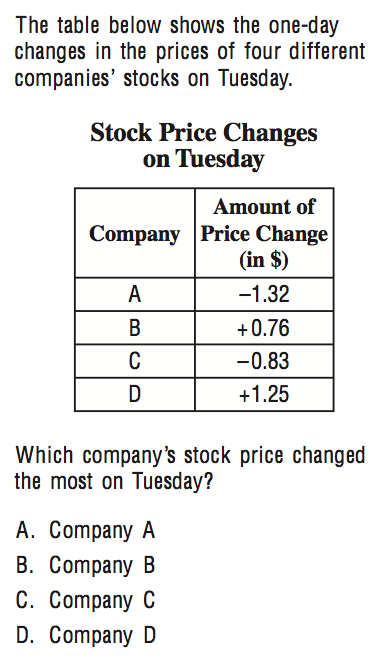 The table below shows the one-day
changes in the prices of four different
companies' stocks on Tuesday.
Stock Price Changes
on Tuesday
Company Amount of Price Change (in $)
A −1.32
B +0.76
C −0.83
D +1.25
Which company's stock price changed
the most on Tuesday?
A. Company A
B. Company B
C. Company C
D. Company D